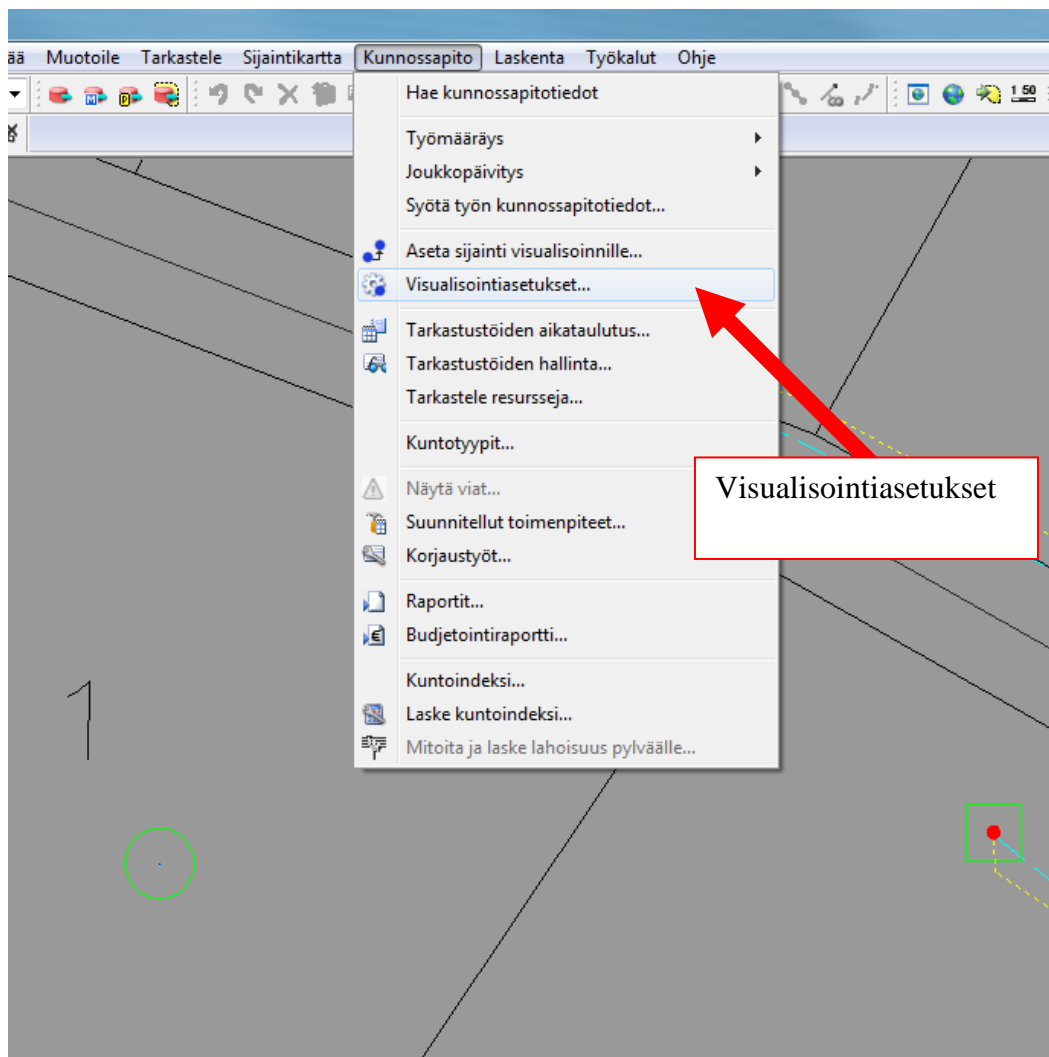 ää Muotoile Tarkastele Sijaintikartta Kunnossapito Laskenta Työkalut Ohje
M D 1 50
Hae kunnossapitotiedot
Työmääräys
Joukkopäivitys
Syötä työn kunnossapitotiedot...
Aseta sijainti visualisoinnille...
Visualisointiasetukset...
Tarkastustöiden aikataulutus...
Tarkastustöiden hallinta...
Tarkastele resursseja...
Kuntotyypit...
Visualisointiasetukset
Näytä viat...
Suunnitellut toimenpiteet...
Korjaustyöt...
Raportit...
Budjetointiraportti...
Kuntoindeksi...
Laske kuntoindeksi...
Mitoita ja laske lahoisuus pylväälle...
1